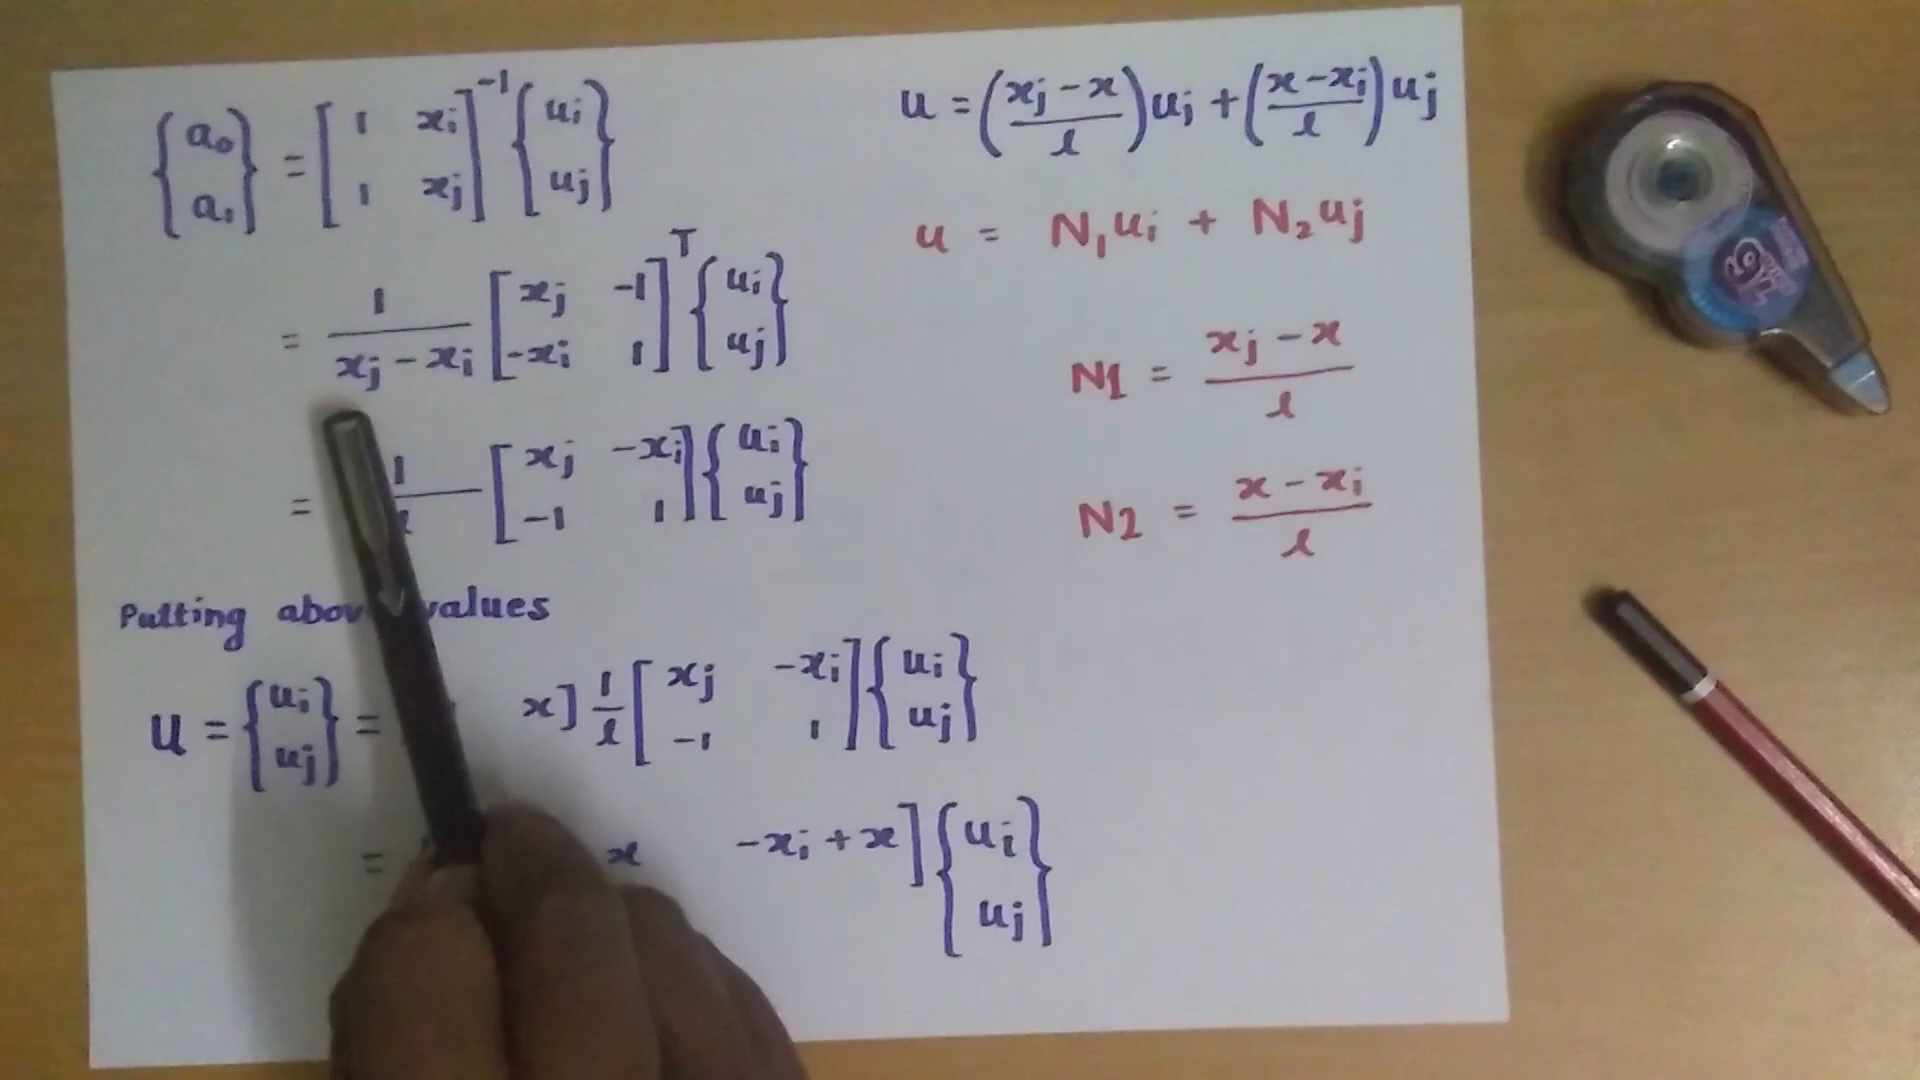 {a₀ a₁} = [1 xi 1 xj]⁻¹ {ui uj}
= 1/(xj - xi) [xj -1 -xi 1]ᵀ {ui uj}
= 1/l [xj -xi -1 1] {ui uj}
Putting above values
u = {ui uj} = x] 1/l [xj -xi -1 1] {ui uj}
= x -xi + x] {ui uj}
u = ((xj - x)/l) ui + ((x - xi)/l) uj
u = N₁ui + N₂uj
N1 = (xj - x)/l
N2 = (x - xi)/l